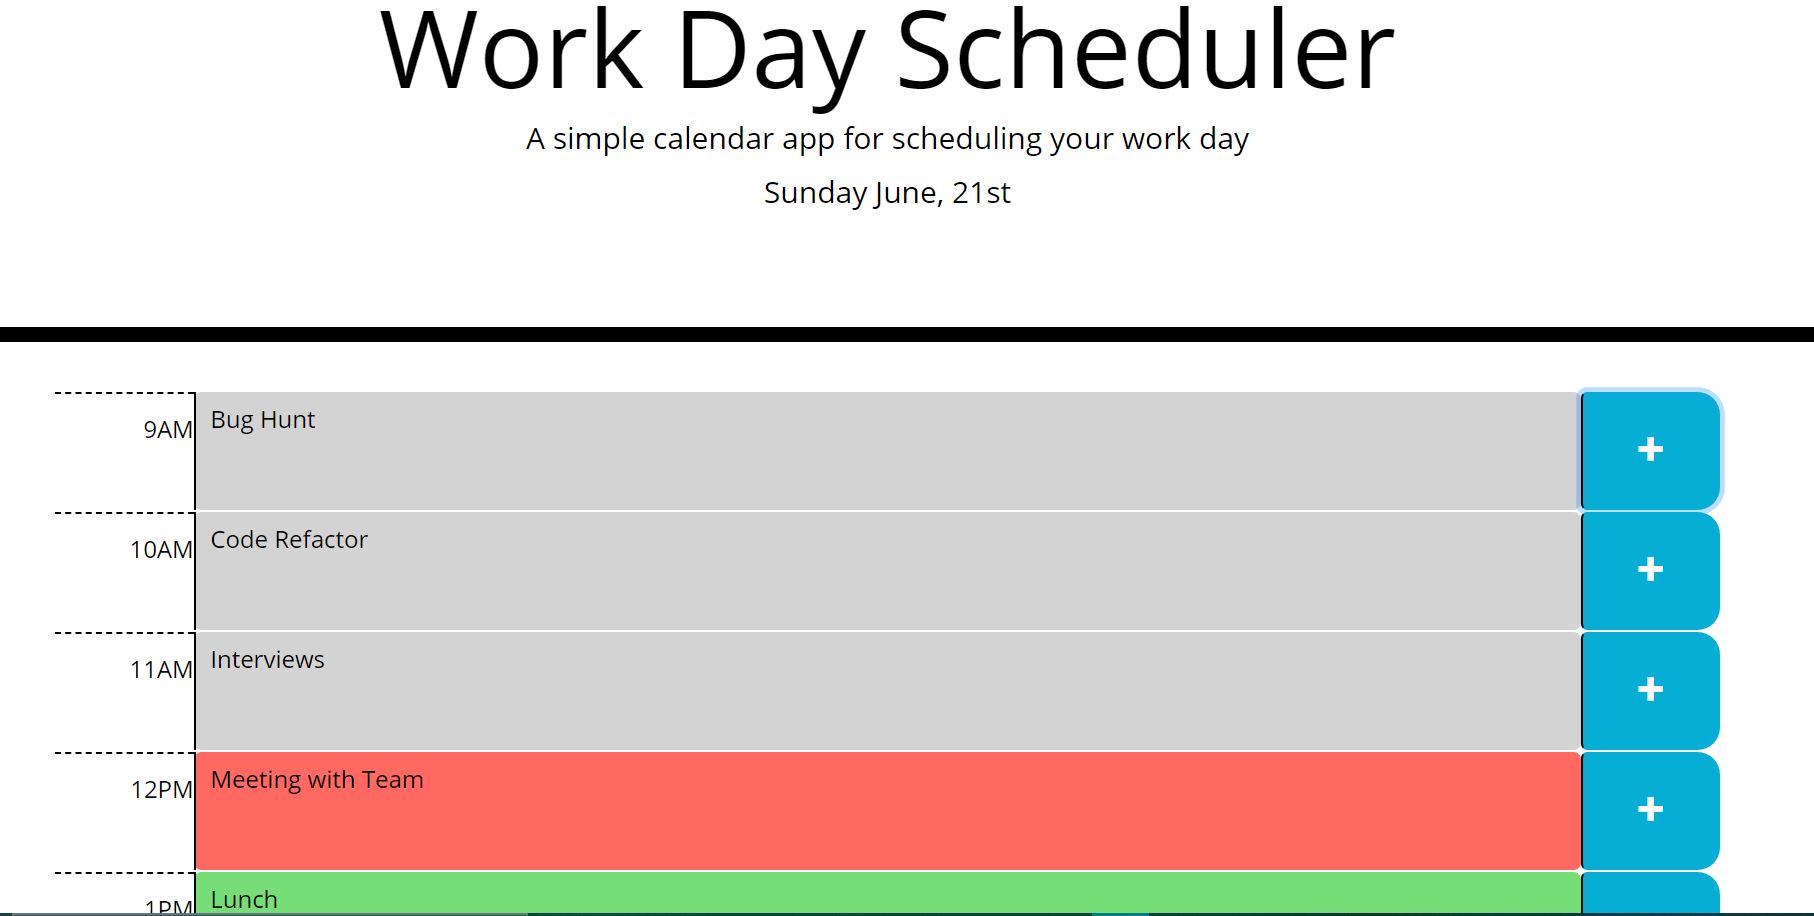 Work Day Scheduler
A simple calendar app for scheduling your work day
Sunday June, 21st
9AM Bug Hunt +
10AM Code Refactor +
11AM Interviews +
12PM Meeting with Team +
1PM Lunch